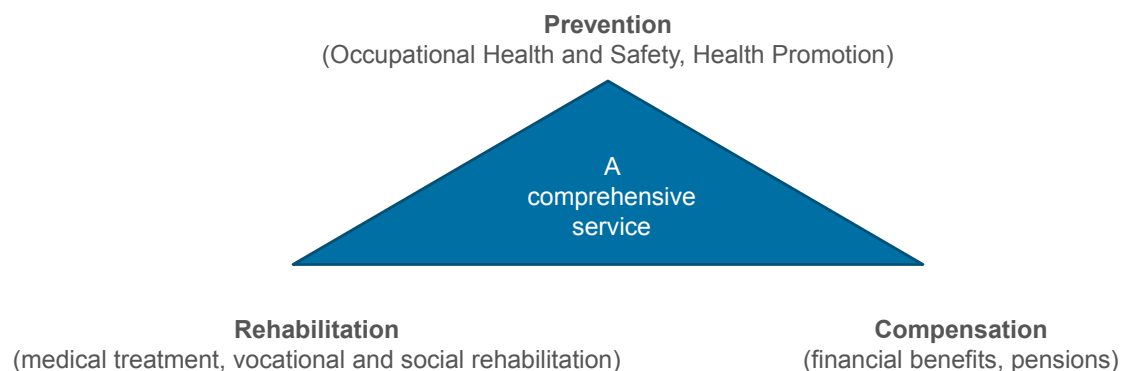 Prevention
(Occupational Health and Safety, Health Promotion)
A
comprehensive
service
Rehabilitation
(medical treatment, vocational and social rehabilitation)
Compensation
(financial benefits, pensions)